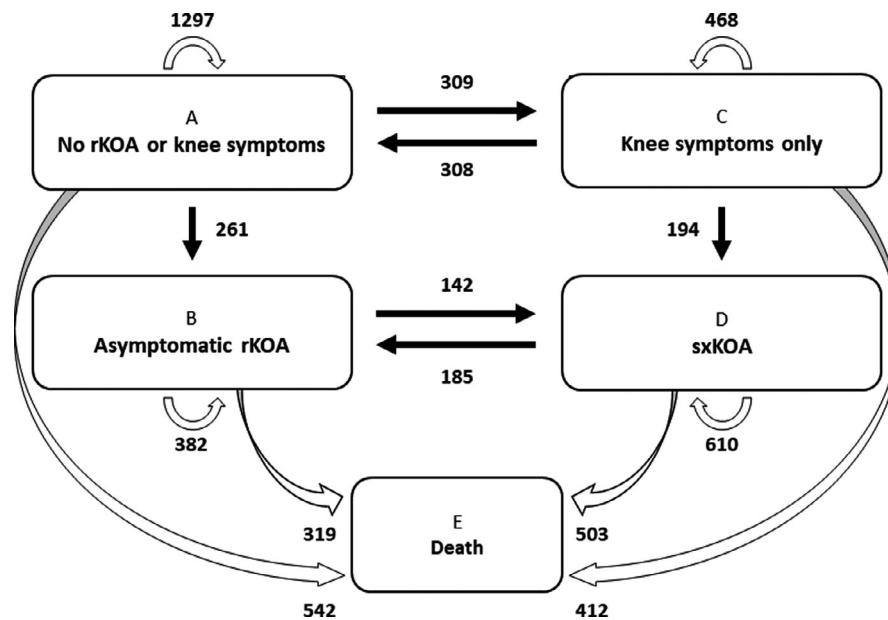 1297
468
A
No rKOA or knee symptoms
309
308
C
Knee symptoms only
261
194
B
Asymptomatic rKOA
142
185
D
sxKOA
382
610
E
Death
319
503
542
412